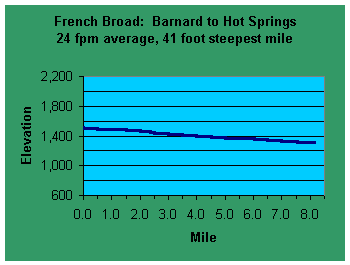 French Broad: Barnard to Hot Springs
24 fpm average, 41 foot steepest mile
Elevation
2,200
1,800
1,400
1,000
600
0.0 1.0 2.0 3.0 4.0 5.0 6.0 7.0 8.0
Mile